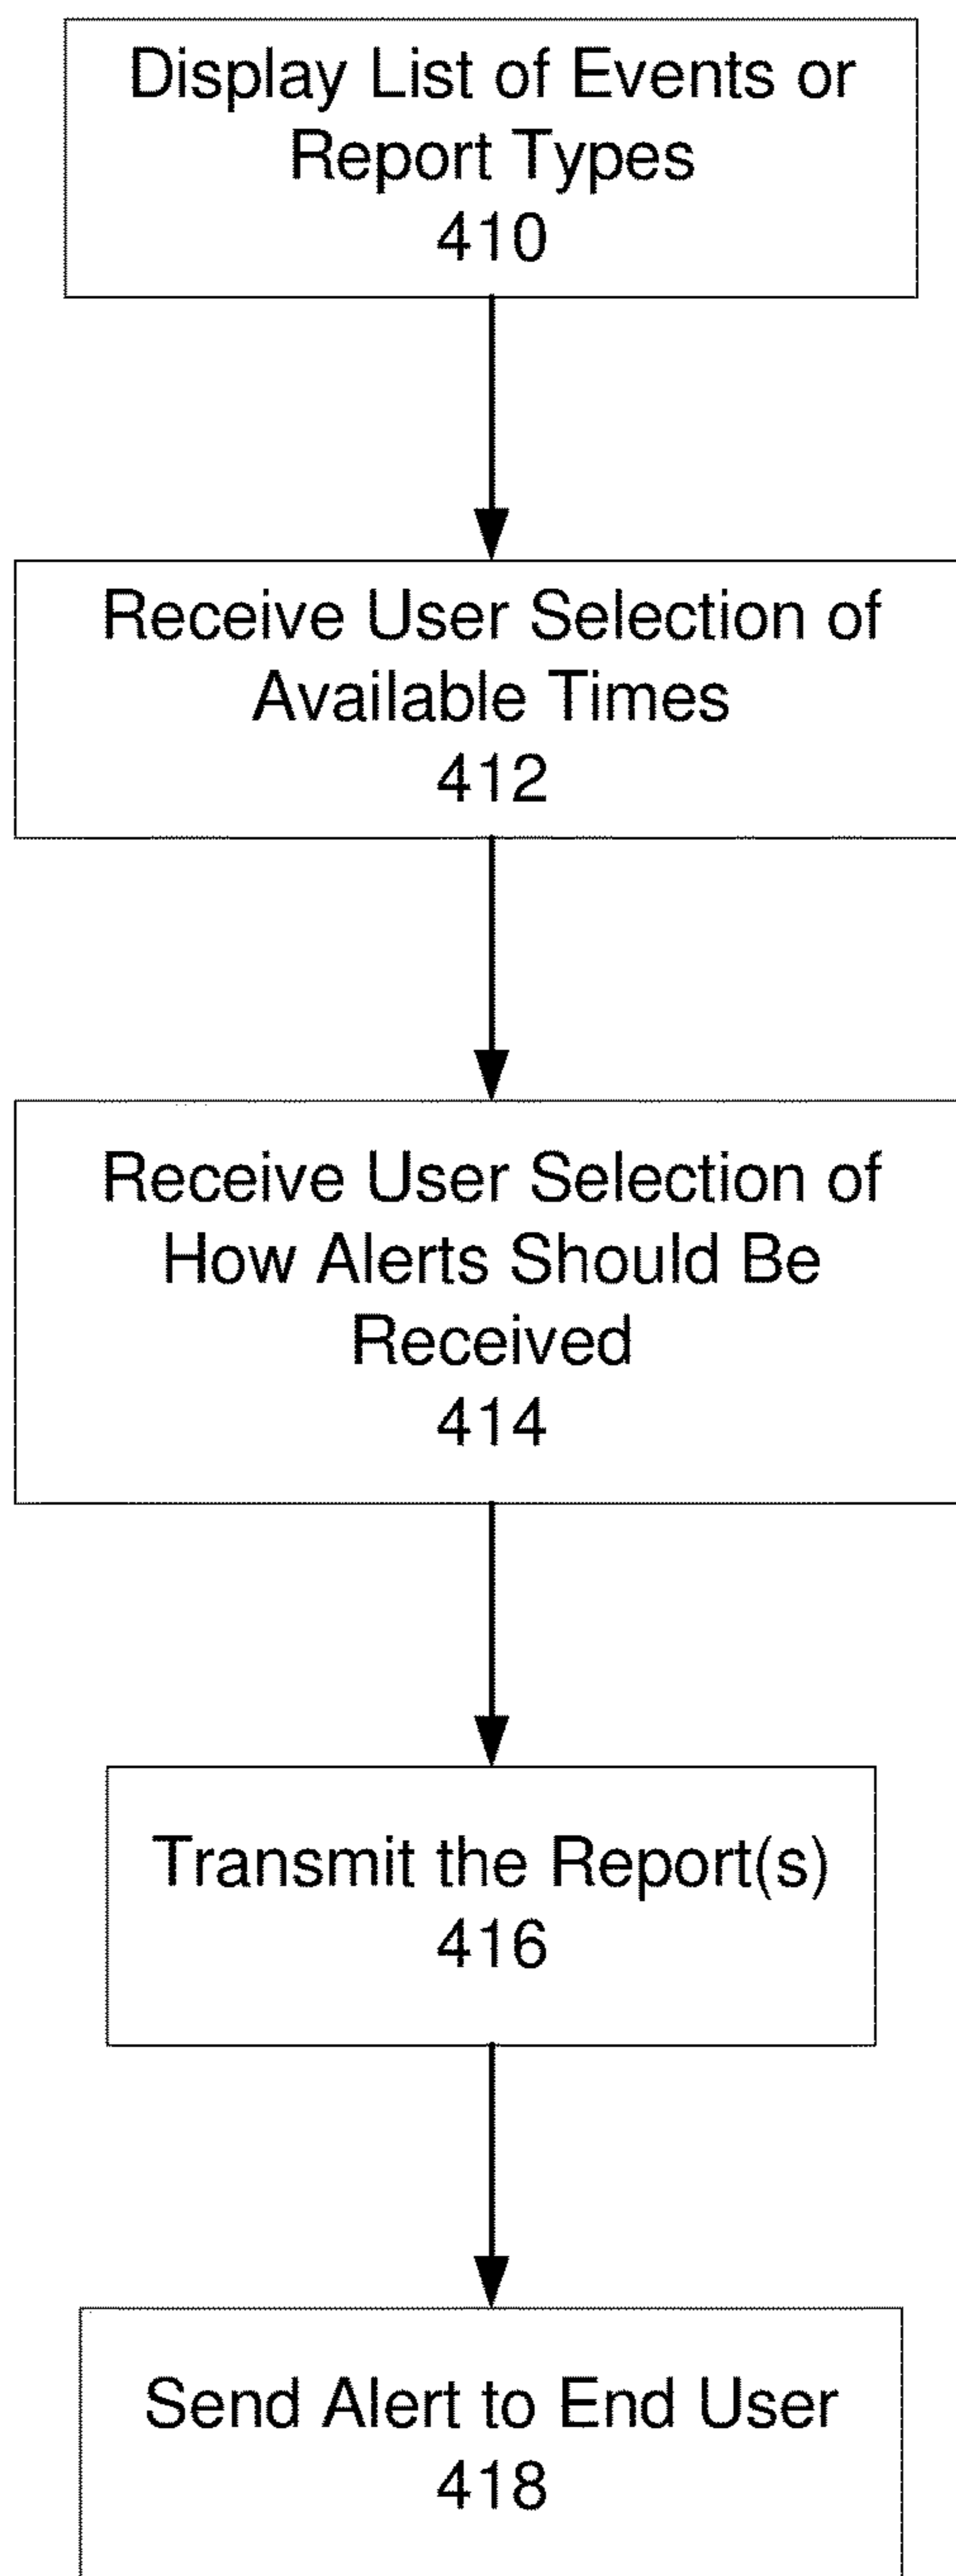 Display List of Events or
Report Types
410
Receive User Selection of
Available Times
412
Receive User Selection of
How Alerts Should Be
Received
414
Transmit the Report(s)
416
Send Alert to End User
418